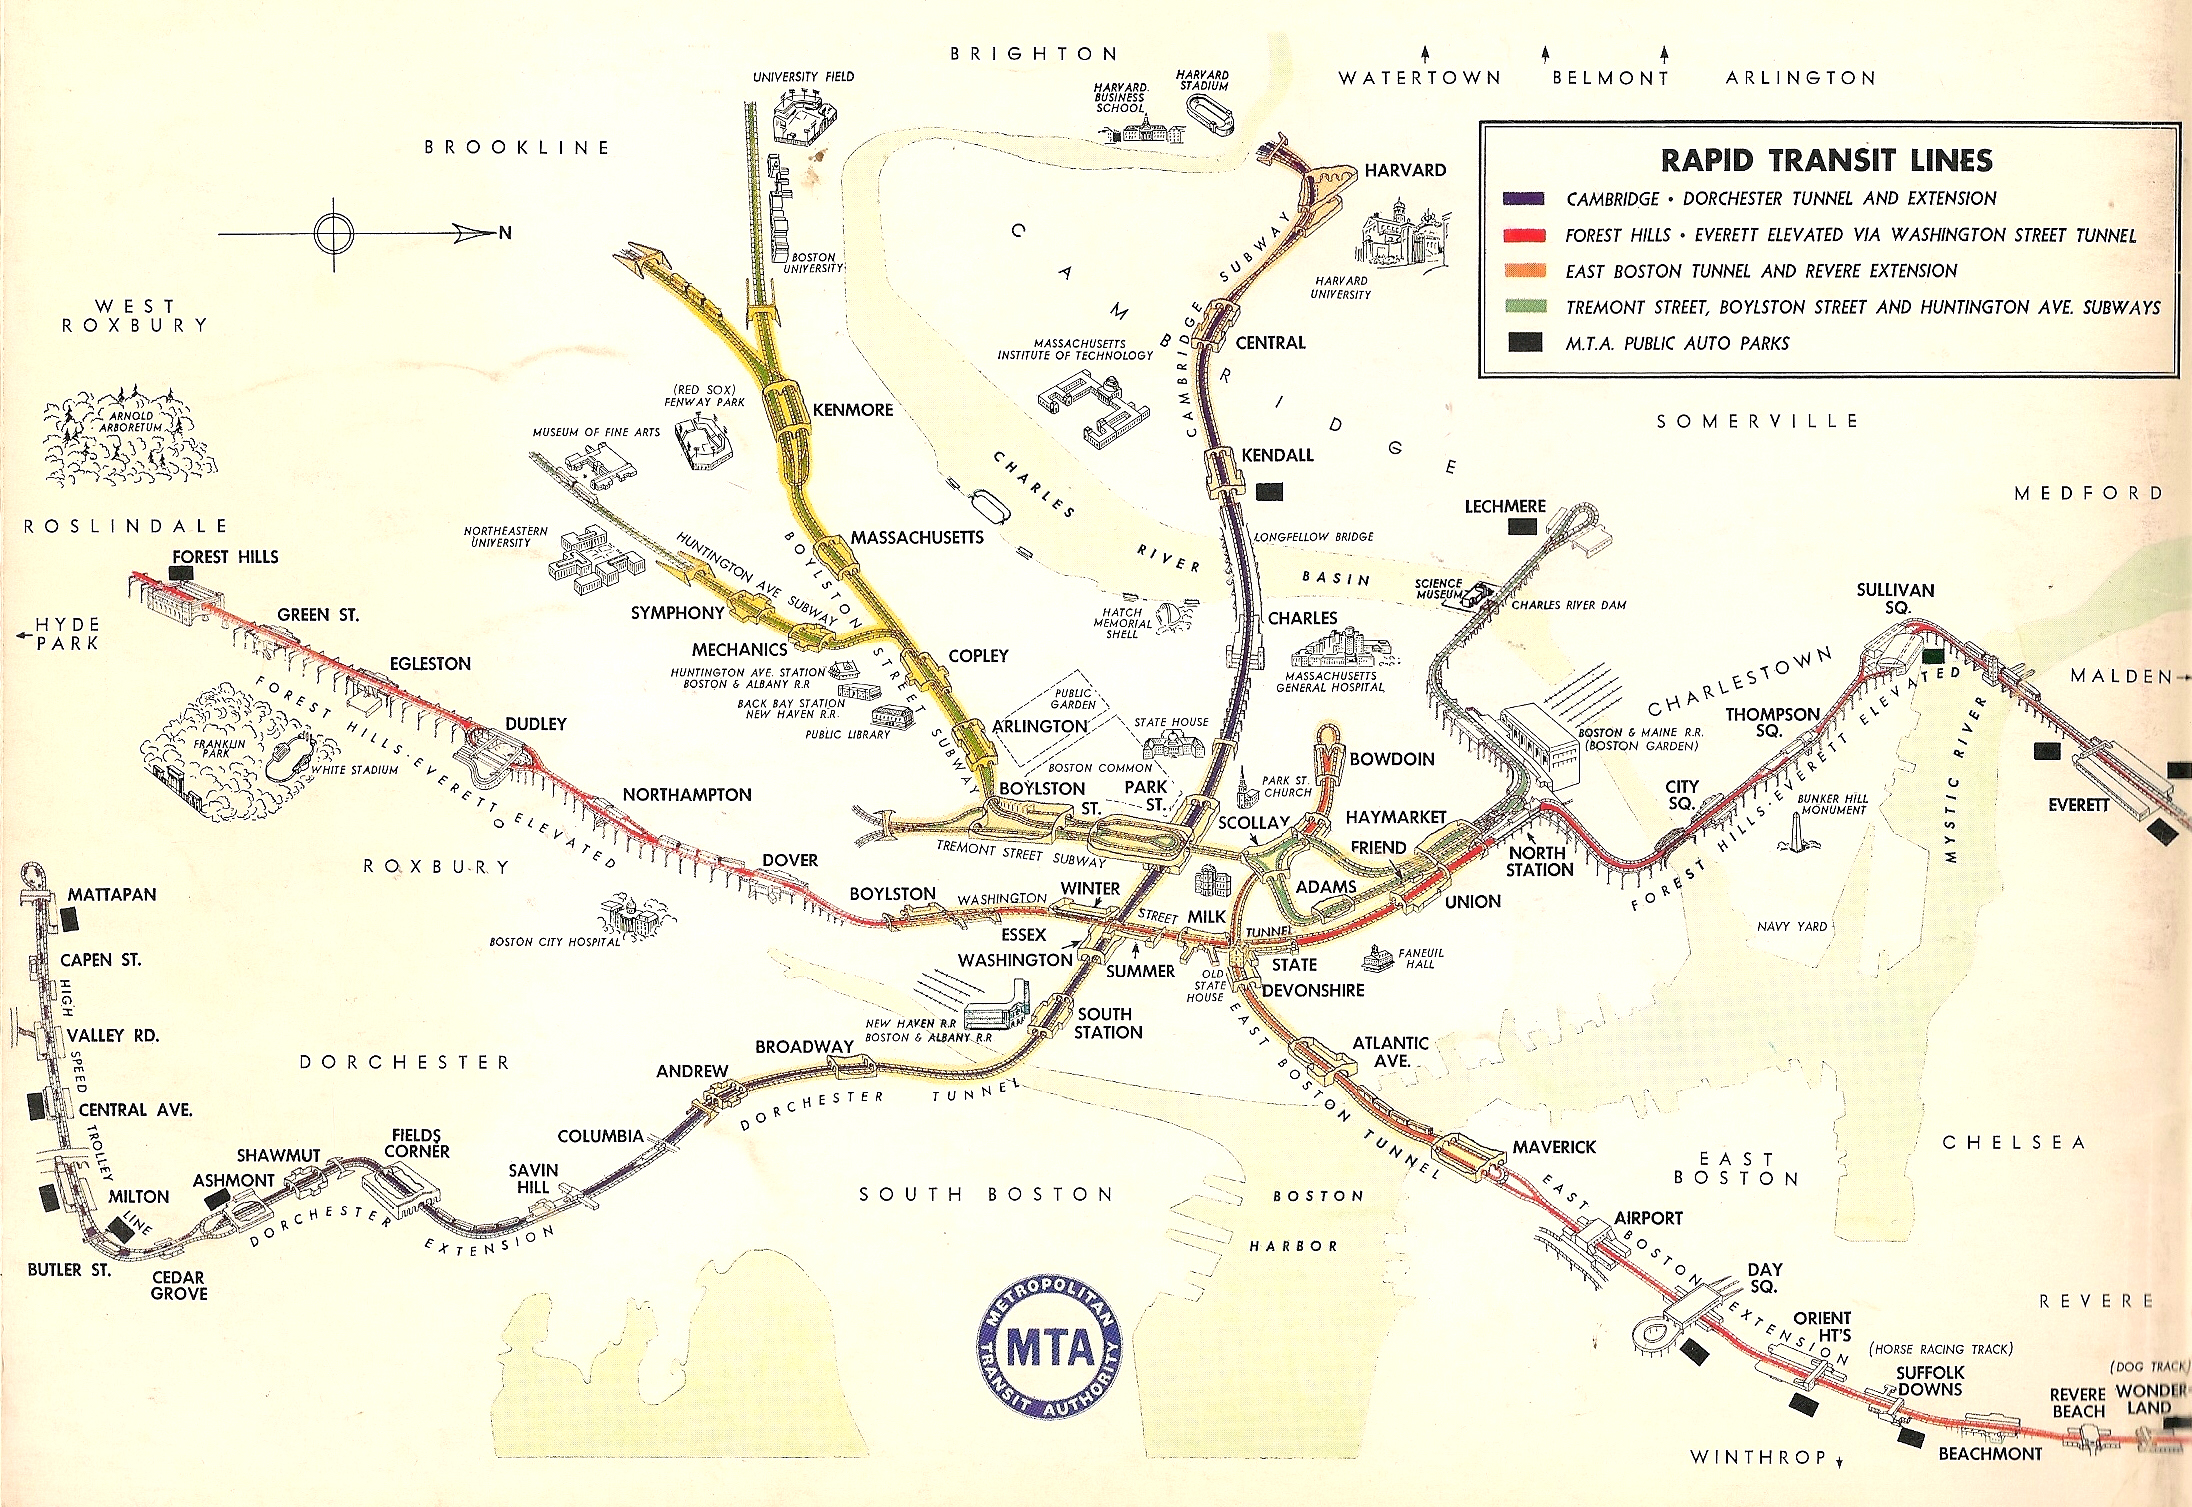 BRIGHTON
WATERTOWN
BELMONT
ARLINGTON
UNIVERSITY FIELD
HARVARD
BUSINESS
SCHOOL
HARVARD
STADIUM
BROOKLINE
HARVARD
RAPID TRANSIT LINES
CAMBRIDGE • DORCHESTER TUNNEL AND EXTENSION
FOREST HILLS • EVERETT ELEVATED VIA WASHINGTON STREET TUNNEL
EAST BOSTON TUNNEL AND REVERE EXTENSION
TREMONT STREET, BOYLSTON STREET AND HUNTINGTON AVE. SUBWAYS
M.T.A. PUBLIC AUTO PARKS
N
BOSTON
UNIVERSITY
CAMBRIDGE
CAMBRIDGE SUBWAY
HARVARD
UNIVERSITY
WEST
ROXBURY
MASSACHUSETTS
INSTITUTE OF TECHNOLOGY
CENTRAL
ARNOLD
ARBORETUM
(RED SOX)
FENWAY PARK
KENMORE
MUSEUM OF FINE ARTS
SOMERVILLE
KENDALL
MEDFORD
CHARLES RIVER BASIN
LECHMERE
ROSLINDALE
NORTHEASTERN
UNIVERSITY
MASSACHUSETTS
LONGFELLOW BRIDGE
HUNTINGTON AVE SUBWAY
BOYLSTON STREET SUBWAY
FOREST HILLS
SCIENCE
MUSEUM
CHARLES RIVER DAM
SULLIVAN
SQ.
HYDE
PARK
GREEN ST.
SYMPHONY
HATCH
MEMORIAL
SHELL
CHARLES
MECHANICS
COPLEY
EGLESTON
HUNTINGTON AVE. STATION
BOSTON & ALBANY R.R
MASSACHUSETTS
GENERAL HOSPITAL
CHARLESTOWN
MALDEN
BACK BAY STATION
NEW HAVEN R.R.
PUBLIC
GARDEN
PUBLIC LIBRARY
ARLINGTON
STATE HOUSE
THOMPSON
SQ.
BOSTON & MAINE R.R.
(BOSTON GARDEN)
DUDLEY
FOREST HILLS-EVERETT ELEVATED
FRANKLIN
PARK
WHITE STADIUM
BOSTON COMMON
BOWDOIN
MYSTIC RIVER
NORTHAMPTON
BOYLSTON
ST.
PARK
ST.
PARK ST.
CHURCH
CITY
SQ.
BUNKER HILL
MONUMENT
EVERETT
FOREST HILLS-EVERETT ELEVATED
SCOLLAY
HAYMARKET
FRIEND
NORTH
STATION
TREMONT STREET SUBWAY
ROXBURY
DOVER
MATTAPAN
BOYLSTON
WASHINGTON STREET TUNNEL
WINTER
ADAMS
UNION
MILK
NAVY YARD
BOSTON CITY HOSPITAL
ESSEX
WASHINGTON
SUMMER
STATE
FANEUIL
HALL
CAPEN ST.
OLD
STATE
HOUSE
DEVONSHIRE
HIGH SPEED TROLLEY LINE
VALLEY RD.
NEW HAVEN R.R
BOSTON & ALBANY R.R
SOUTH
STATION
EAST BOSTON TUNNEL
ATLANTIC
AVE.
DORCHESTER
BROADWAY
ANDREW
DORCHESTER TUNNEL
CENTRAL AVE.
COLUMBIA
FIELDS
CORNER
SHAWMUT
MAVERICK
CHELSEA
EAST
BOSTON
ASHMONT
SAVIN
HILL
MILTON
SOUTH BOSTON
BOSTON
HARBOR
EAST BOSTON EXTENSION
AIRPORT
DORCHESTER EXTENSION
BUTLER ST.
CEDAR
GROVE
DAY
SQ.
REVERE
ORIENT
HT'S
(HORSE RACING TRACK)
SUFFOLK
DOWNS
(DOG TRACK)
REVERE
BEACH
WONDER-
LAND
METROPOLITAN
MTA
TRANSIT AUTHORITY
BEACHMONT
WINTHROP